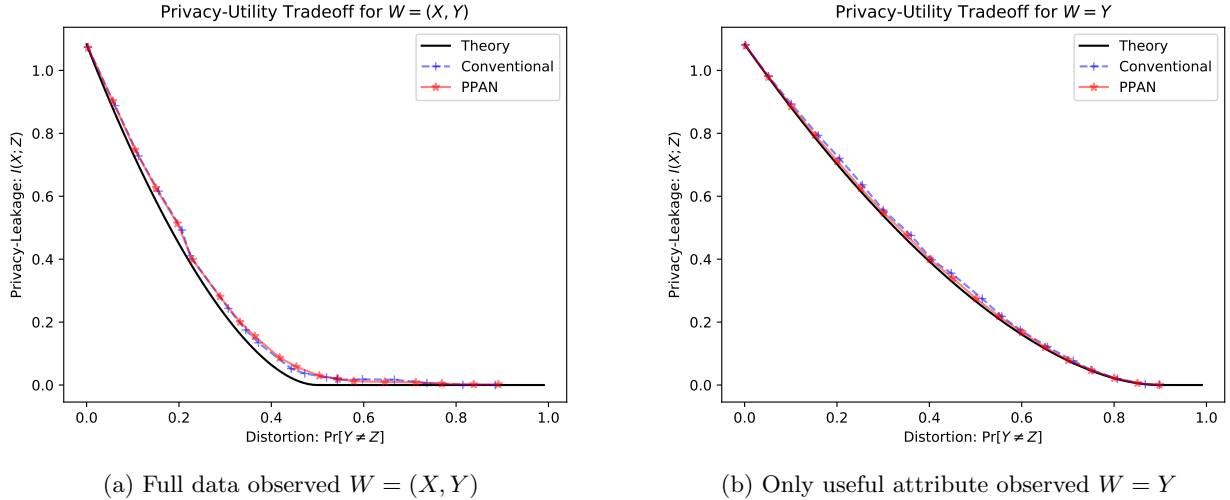 Privacy-Utility Tradeoff for W = (X, Y)
Theory
Conventional
PPAN
Privacy-Leakage: I(X; Z)
1.0
0.8
0.6
0.4
0.2
0.0
0.0 0.2 0.4 0.6 0.8 1.0
Distortion: Pr[Y ≠ Z]
(a) Full data observed W = (X, Y)
Privacy-Utility Tradeoff for W = Y
Theory
Conventional
PPAN
Privacy-Leakage: I(X; Z)
1.0
0.8
0.6
0.4
0.2
0.0
0.0 0.2 0.4 0.6 0.8 1.0
Distortion: Pr[Y ≠ Z]
(b) Only useful attribute observed W = Y